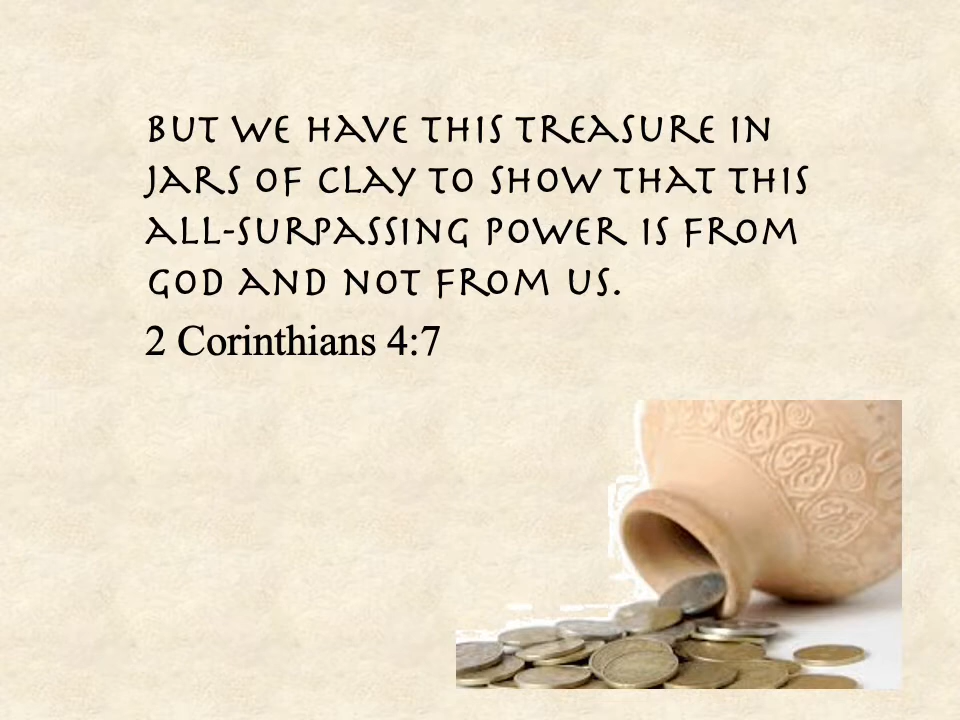 But we have this treasure in
jars of clay to show that this
all-surpassing power is from
God and not from us.
2 Corinthians 4:7